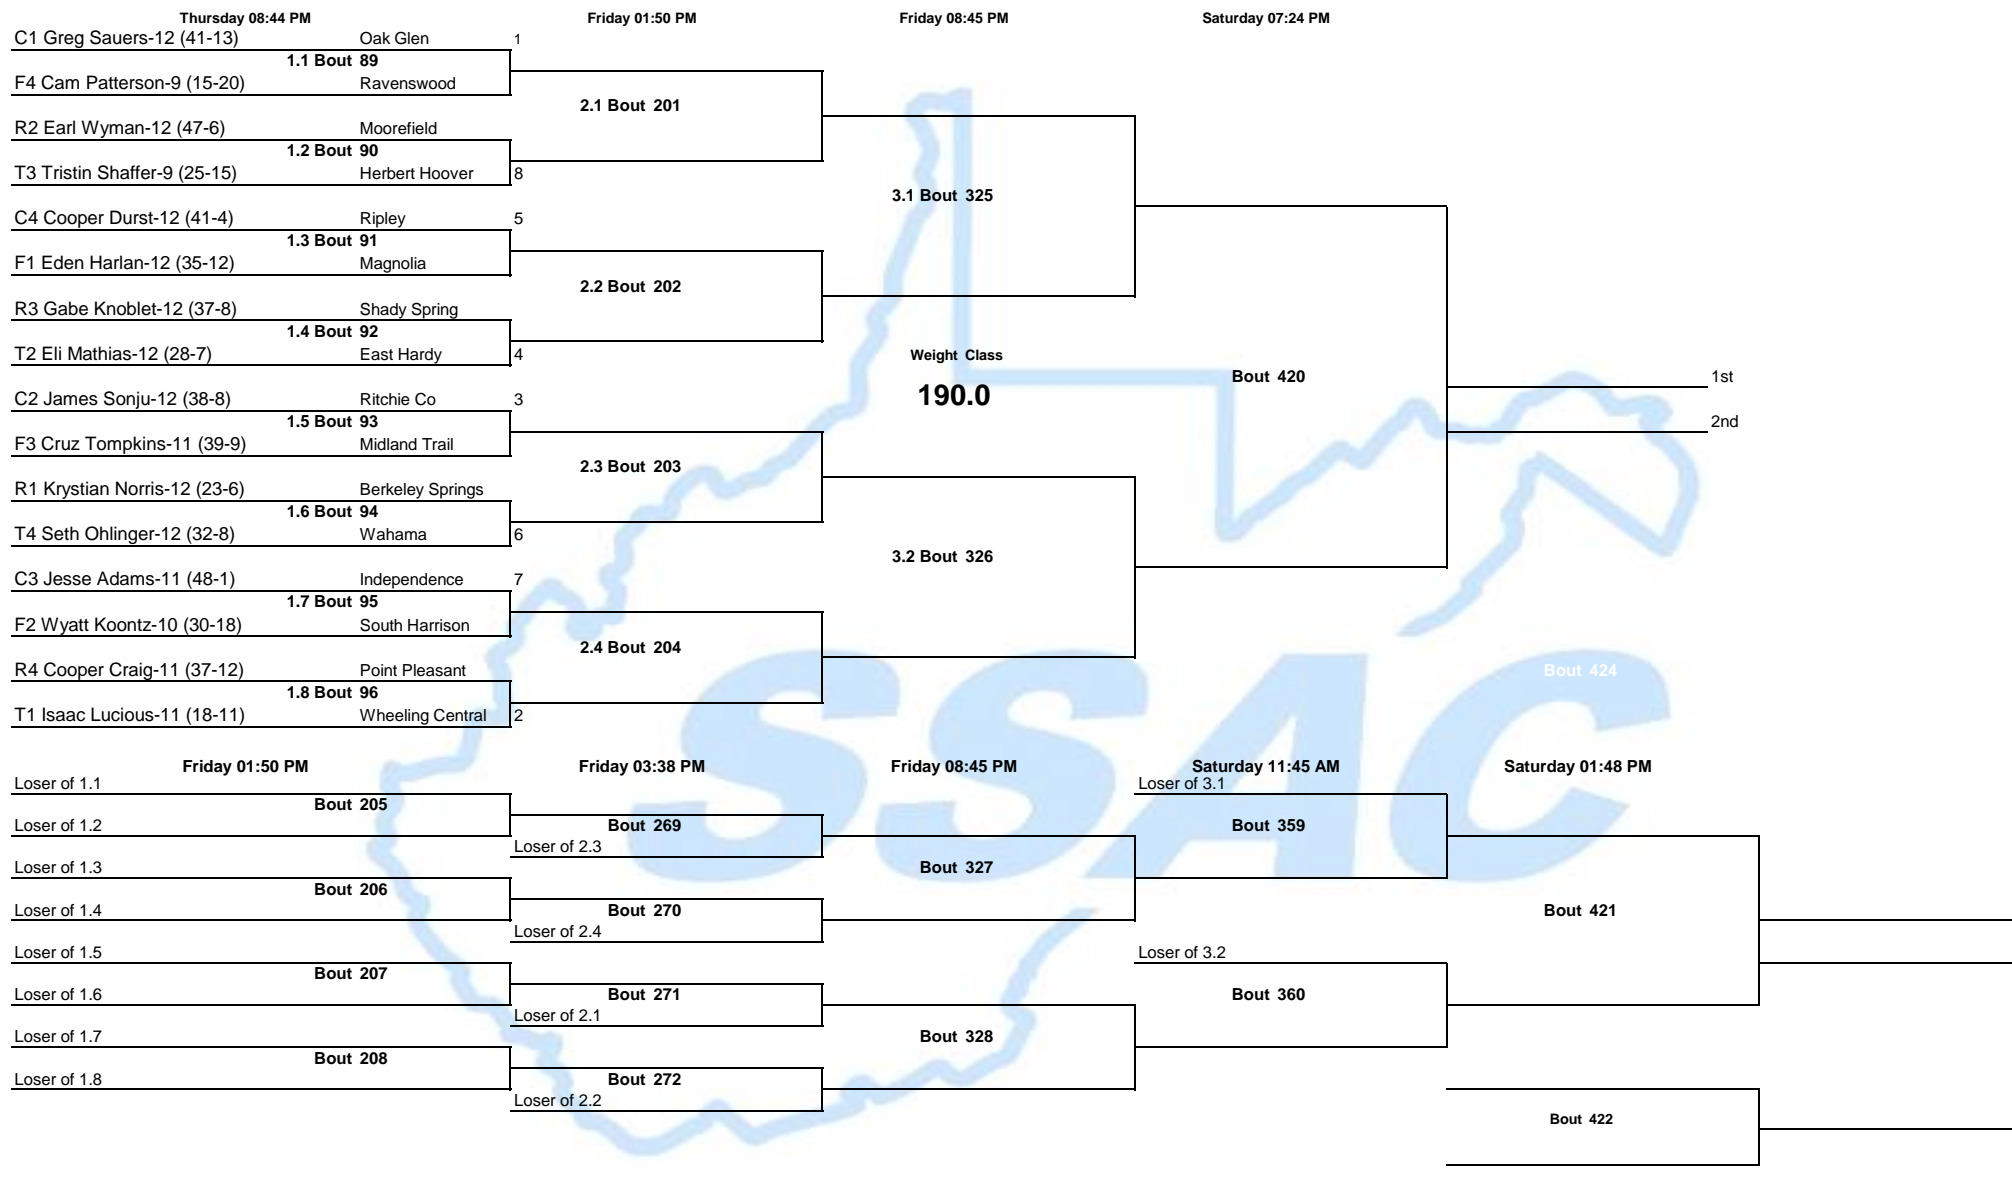 Thursday 08:44 PM Friday 01:50 PM Friday 08:45 PM Saturday 07:24 PM
C1 Greg Sauers-12 (41-13) Oak Glen 1
1.1 Bout 89
F4 Cam Patterson-9 (15-20) Ravenswood
2.1 Bout 201
R2 Earl Wyman-12 (47-6) Moorefield
1.2 Bout 90
T3 Tristin Shaffer-9 (25-15) Herbert Hoover 8
3.1 Bout 325
C4 Cooper Durst-12 (41-4) Ripley 5
1.3 Bout 91
F1 Eden Harlan-12 (35-12) Magnolia
2.2 Bout 202
R3 Gabe Knoblet-12 (37-8) Shady Spring
1.4 Bout 92
T2 Eli Mathias-12 (28-7) East Hardy 4
Weight Class
190.0
Bout 420
1st
2nd
C2 James Sonju-12 (38-8) Ritchie Co 3
1.5 Bout 93
F3 Cruz Tompkins-11 (39-9) Midland Trail
2.3 Bout 203
R1 Krystian Norris-12 (23-6) Berkeley Springs
1.6 Bout 94
T4 Seth Ohlinger-12 (32-8) Wahama 6
3.2 Bout 326
C3 Jesse Adams-11 (48-1) Independence 7
1.7 Bout 95
F2 Wyatt Koontz-10 (30-18) South Harrison
2.4 Bout 204
R4 Cooper Craig-11 (37-12) Point Pleasant
Bout 424
1.8 Bout 96
T1 Isaac Lucious-11 (18-11) Wheeling Central 2
SSAC
Friday 01:50 PM Friday 03:38 PM Friday 08:45 PM Saturday 11:45 AM Saturday 01:48 PM
Loser of 1.1 Loser of 3.1
Bout 205
Loser of 1.2 Bout 269 Bout 359
Loser of 2.3
Loser of 1.3 Bout 327
Bout 206
Loser of 1.4 Bout 270 Bout 421
Loser of 2.4
Loser of 1.5 Loser of 3.2
Bout 207
Loser of 1.6 Bout 271 Bout 360
Loser of 2.1
Loser of 1.7 Bout 328
Bout 208
Loser of 1.8 Bout 272
Loser of 2.2
Bout 422